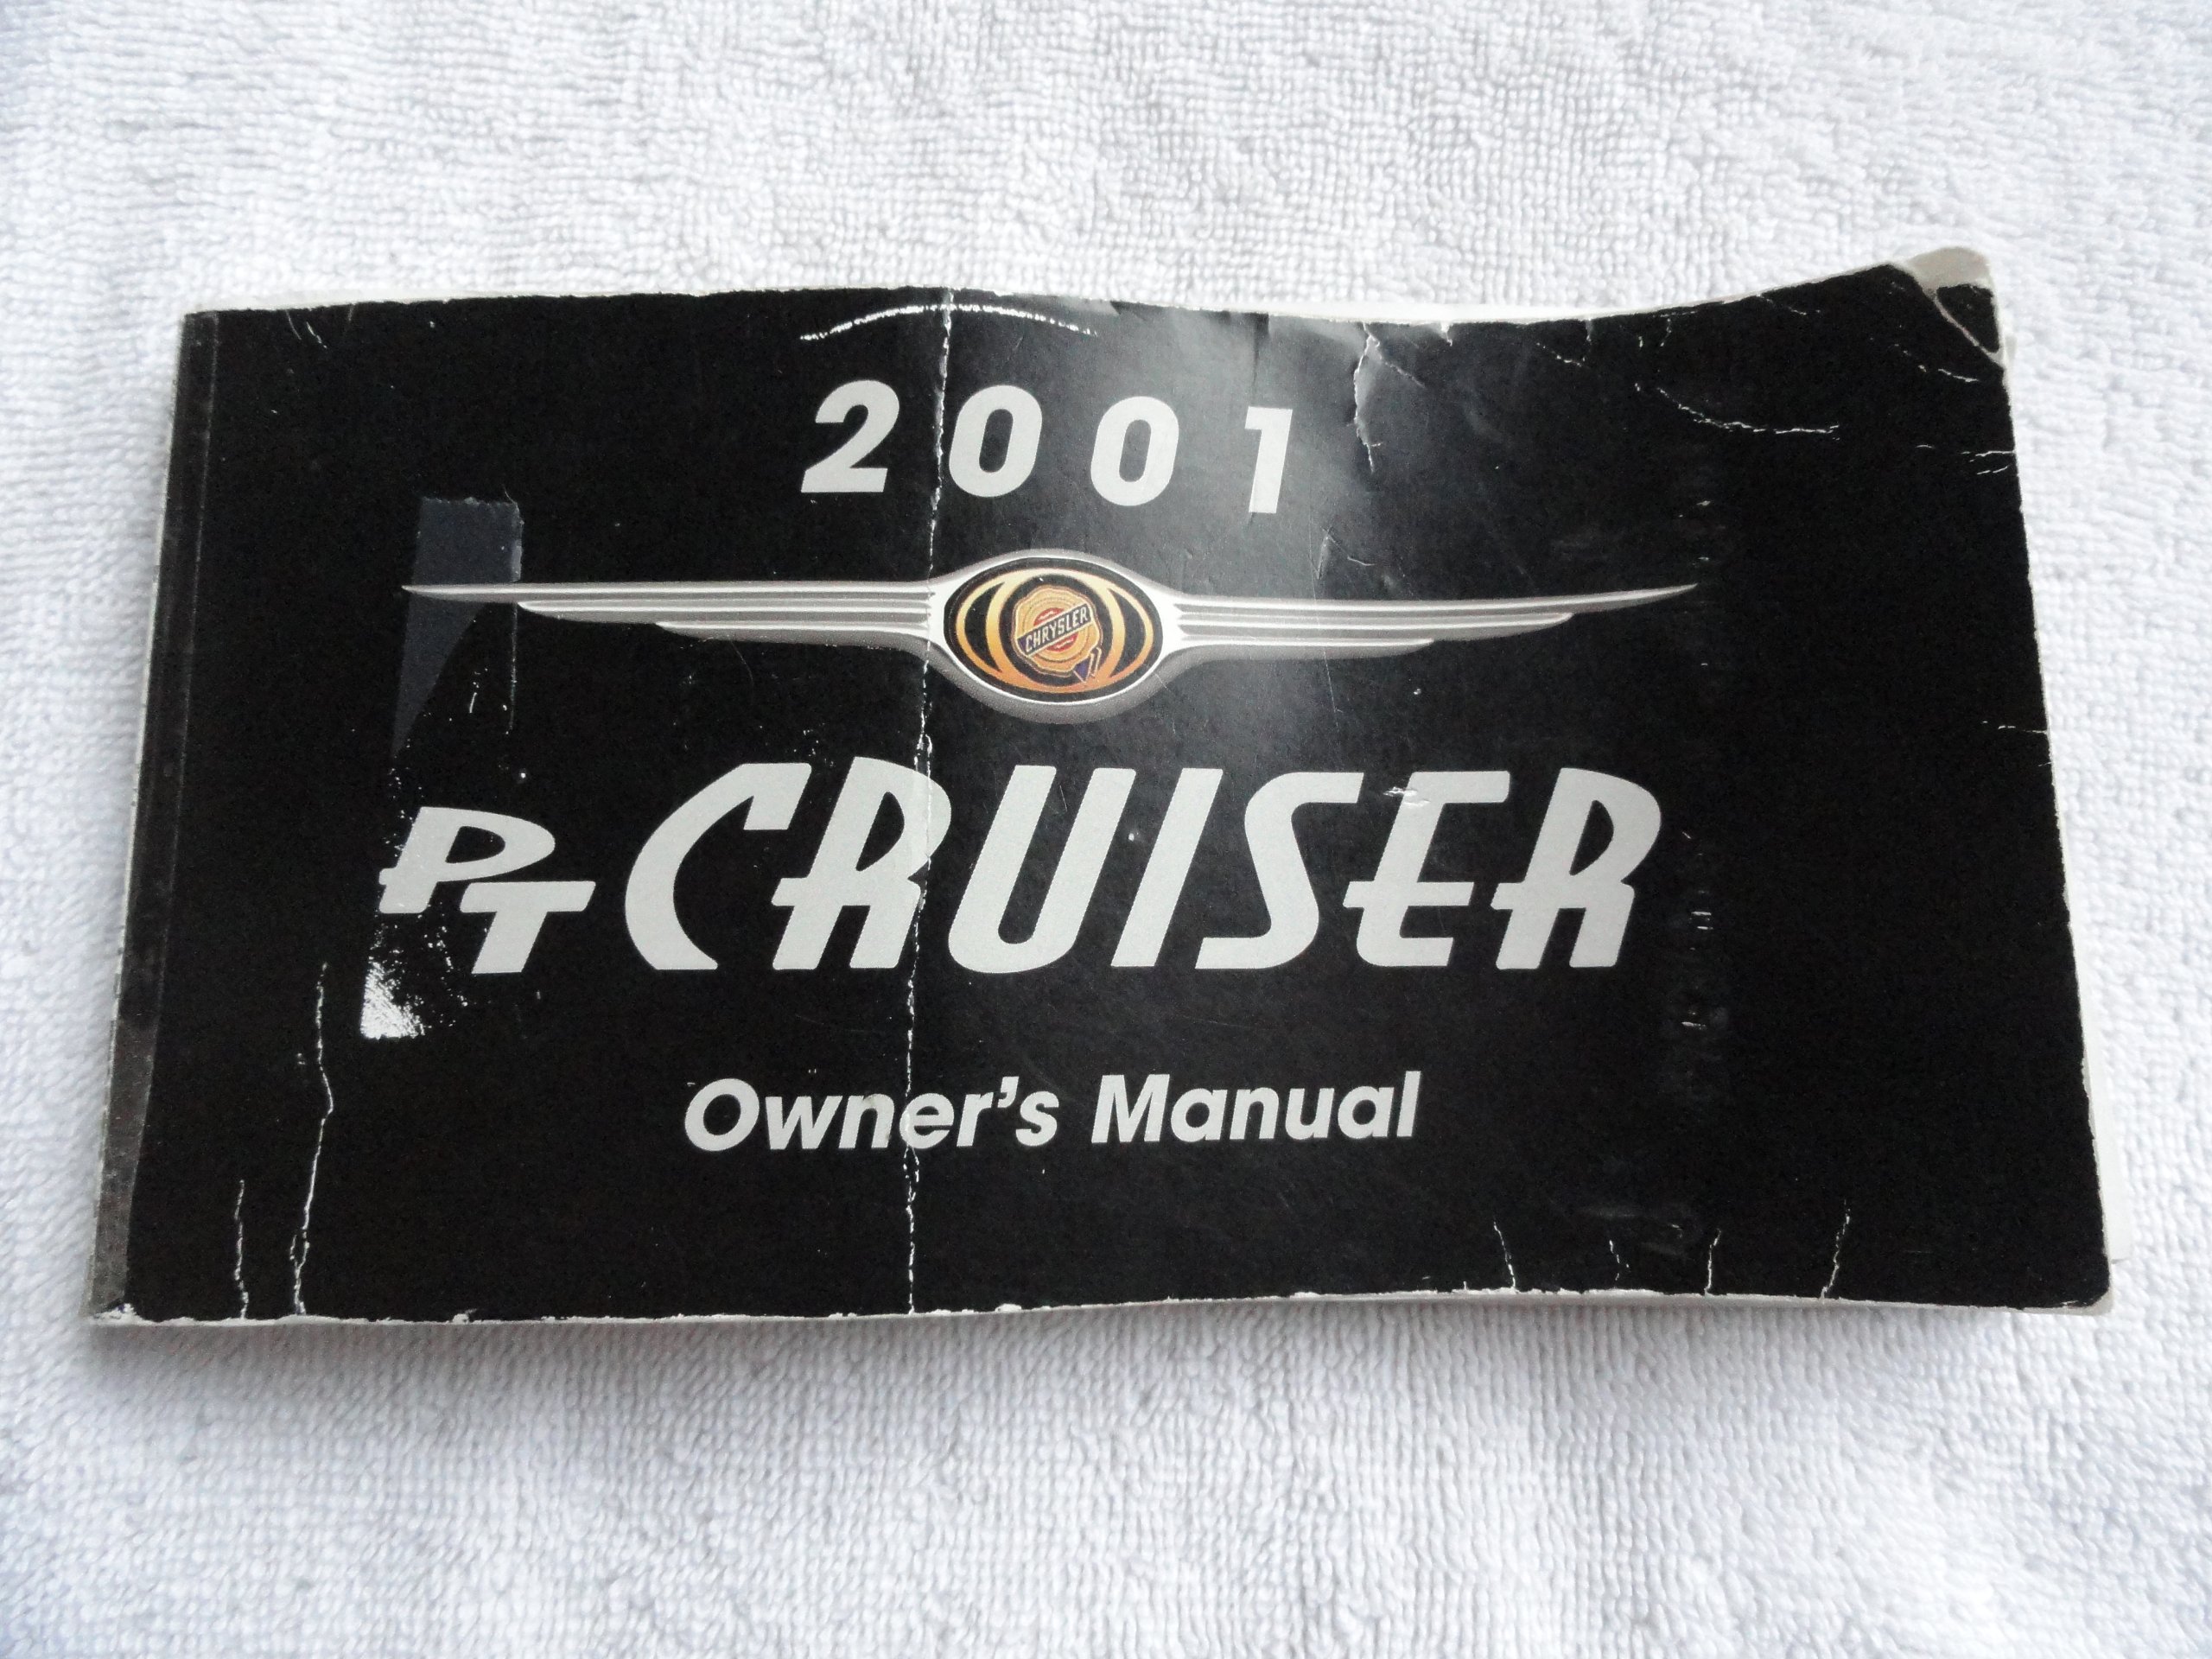 2001
CHRYSLER
PT CRUISER
Owner's Manual